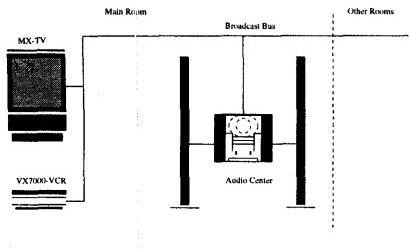 Main Room
Broadcast Bus
Other Rooms
MX-TV
VX7000-VCR
Audio Center